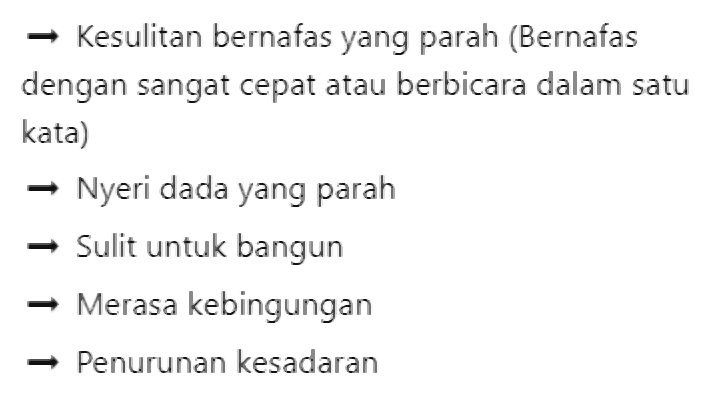 ➞ Kesulitan bernafas yang parah (Bernafas
dengan sangat cepat atau berbicara dalam satu
kata)
➞ Nyeri dada yang parah
➞ Sulit untuk bangun
➞ Merasa kebingungan
➞ Penurunan kesadaran